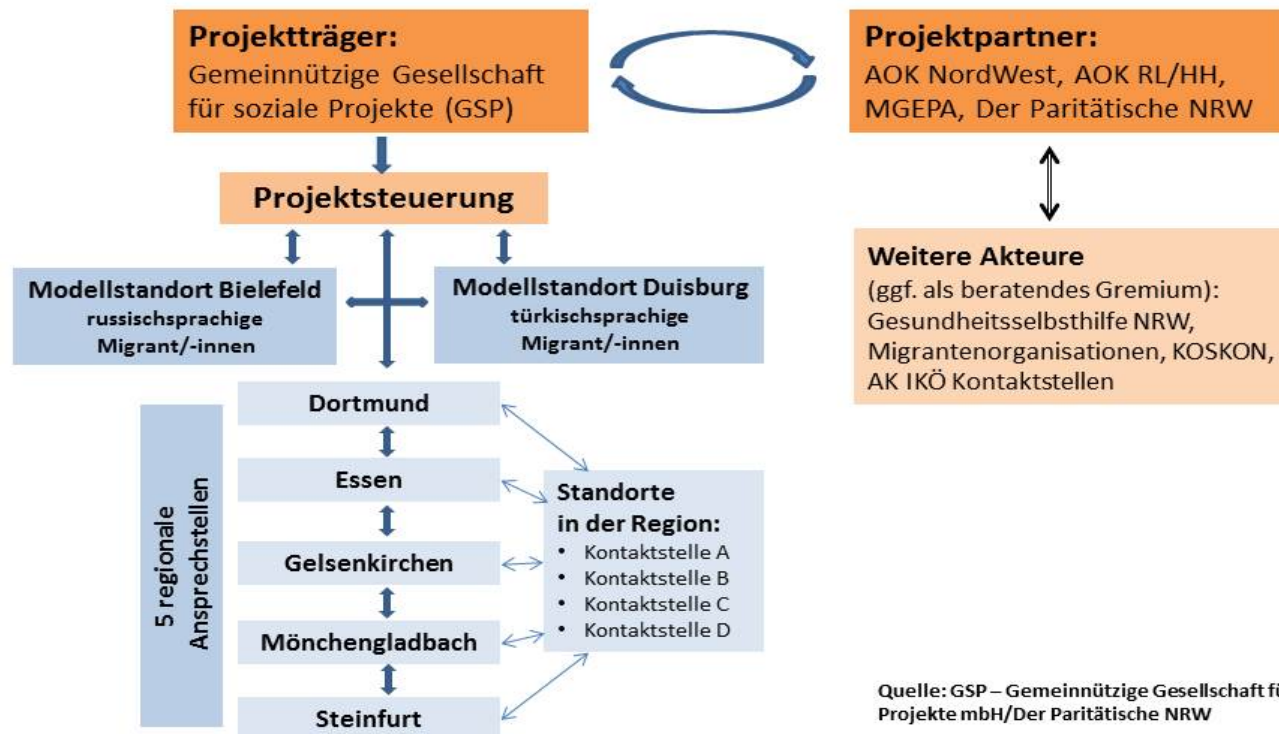 Projektträger:
Gemeinnützige Gesellschaft
für soziale Projekte (GSP)
Projektpartner:
AOK NordWest, AOK RL/HH,
MGEPA, Der Paritätische NRW
Projektsteuerung
Modellstandort Bielefeld
russischsprachige
Migrant/-innen
Modellstandort Duisburg
türkischsprachige
Migrant/-innen
Weitere Akteure
(ggf. als beratendes Gremium):
Gesundheitsselbsthilfe NRW,
Migrantenorganisationen, KOSKON,
AK IKÖ Kontaktstellen
5 regionale
Ansprechstellen
Dortmund
Essen
Gelsenkirchen
Mönchengladbach
Steinfurt
Standorte
in der Region:
• Kontaktstelle A
• Kontaktstelle B
• Kontaktstelle C
• Kontaktstelle D
Quelle: GSP – Gemeinnützige Gesellschaft fü
Projekte mbH/Der Paritätische NRW